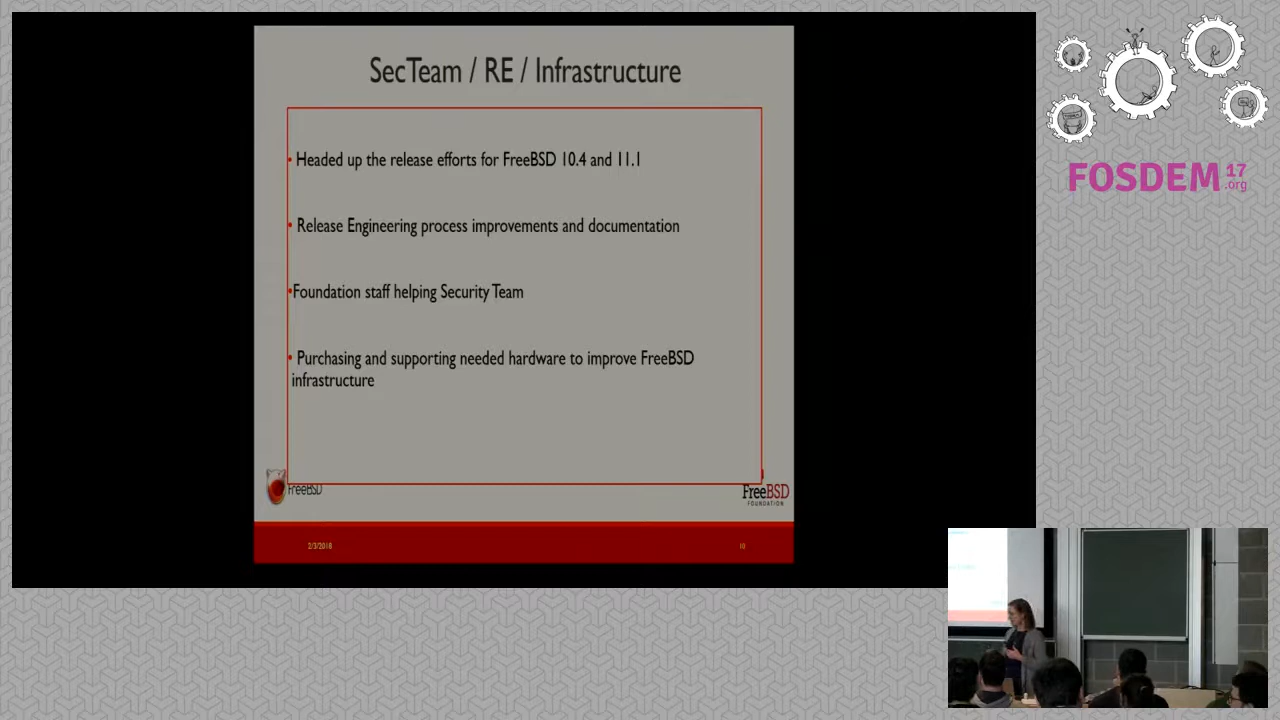 SecTeam / RE / Infrastructure
• Headed up the release efforts for FreeBSD 10.4 and 11.1
• Release Engineering process improvements and documentation
•Foundation staff helping Security Team
• Purchasing and supporting needed hardware to improve FreeBSD
infrastructure
FreeBSD
FreeBSD
FOUNDATION
2/3/2018
10
FOSDEM 17
.org